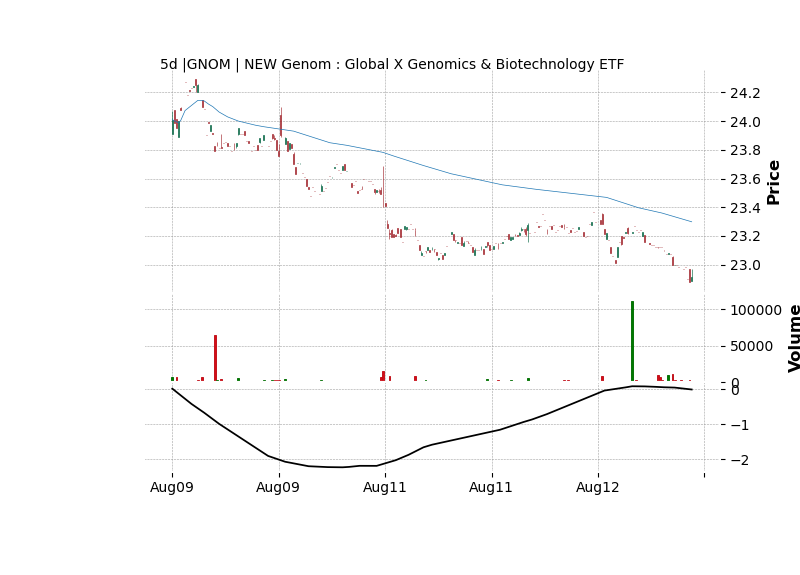 5d |GNOM | NEW Genom : Global X Genomics & Biotechnology ETF
24.2
24.0
23.8
23.6
23.4
23.2
23.0
Price
100000
50000
0
Volume
0
−1
−2
Aug09
Aug09
Aug11
Aug11
Aug12